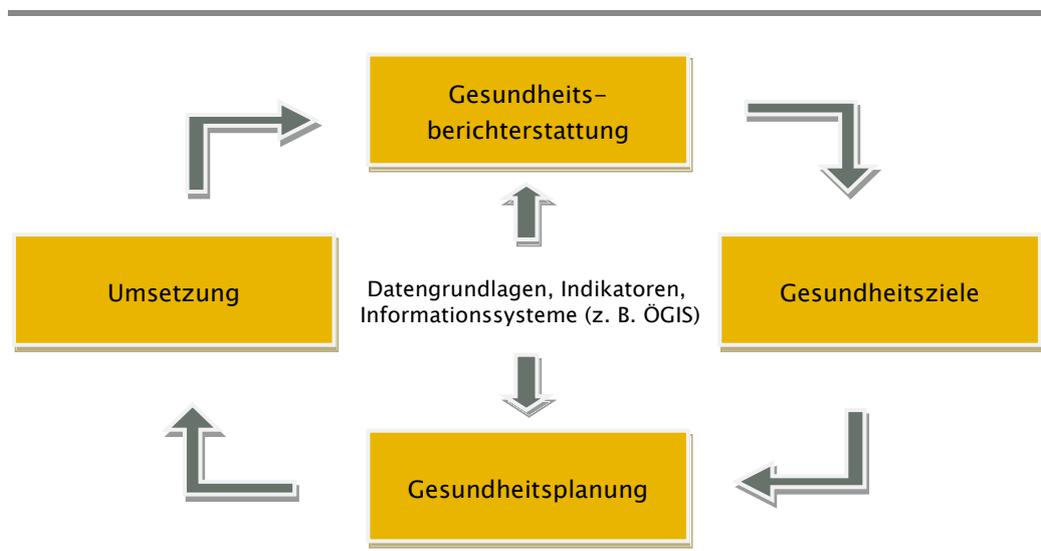 Gesundheits-
berichterstattung
Umsetzung
Datengrundlagen, Indikatoren,
Informationssysteme (z. B. ÖGIS)
Gesundheitsziele
Gesundheitsplanung